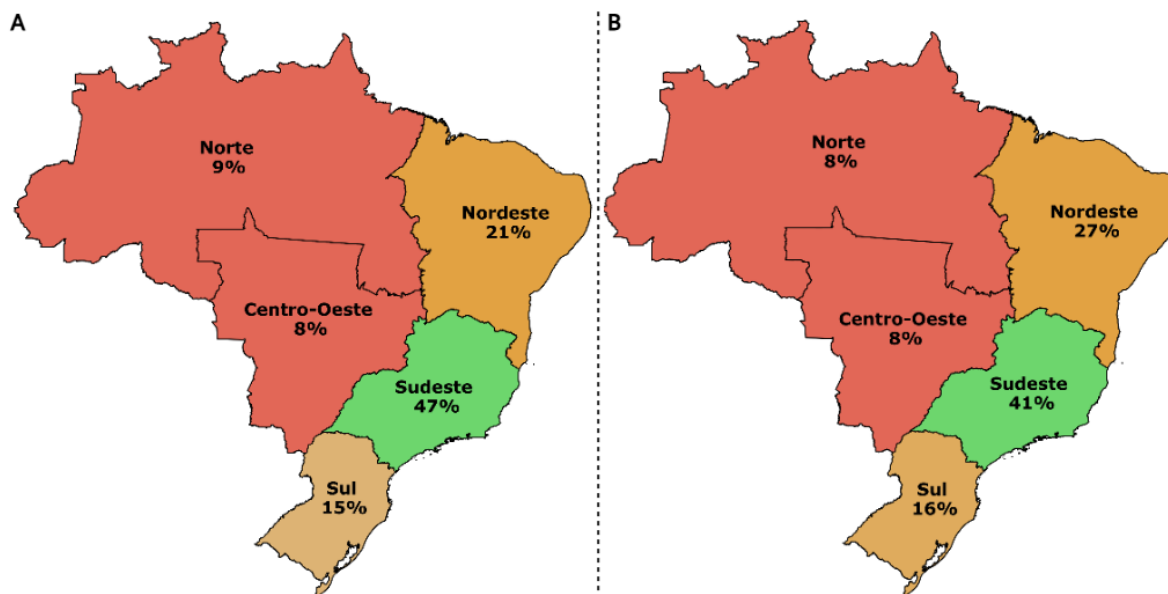 A
Norte
9%
Nordeste
21%
Centro-Oeste
8%
Sudeste
47%
Sul
15%
B
Norte
8%
Nordeste
27%
Centro-Oeste
8%
Sudeste
41%
Sul
16%